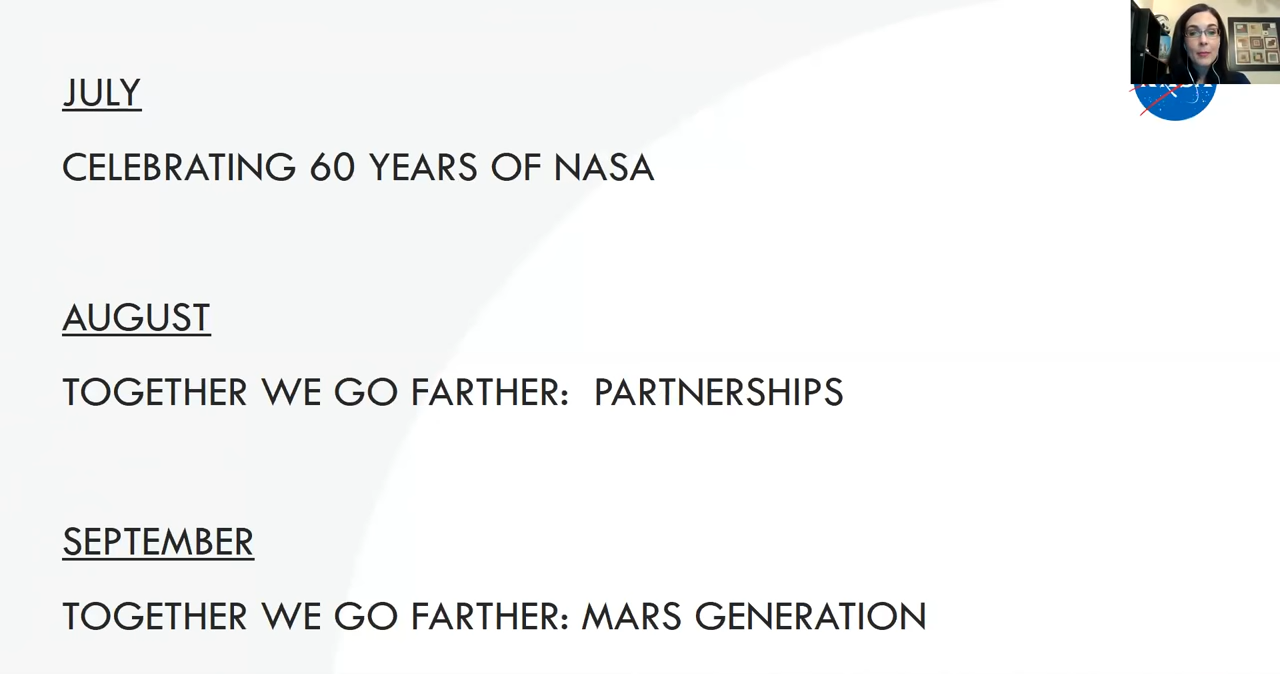 JULY
CELEBRATING 60 YEARS OF NASA
AUGUST
TOGETHER WE GO FARTHER: PARTNERSHIPS
SEPTEMBER
TOGETHER WE GO FARTHER: MARS GENERATION